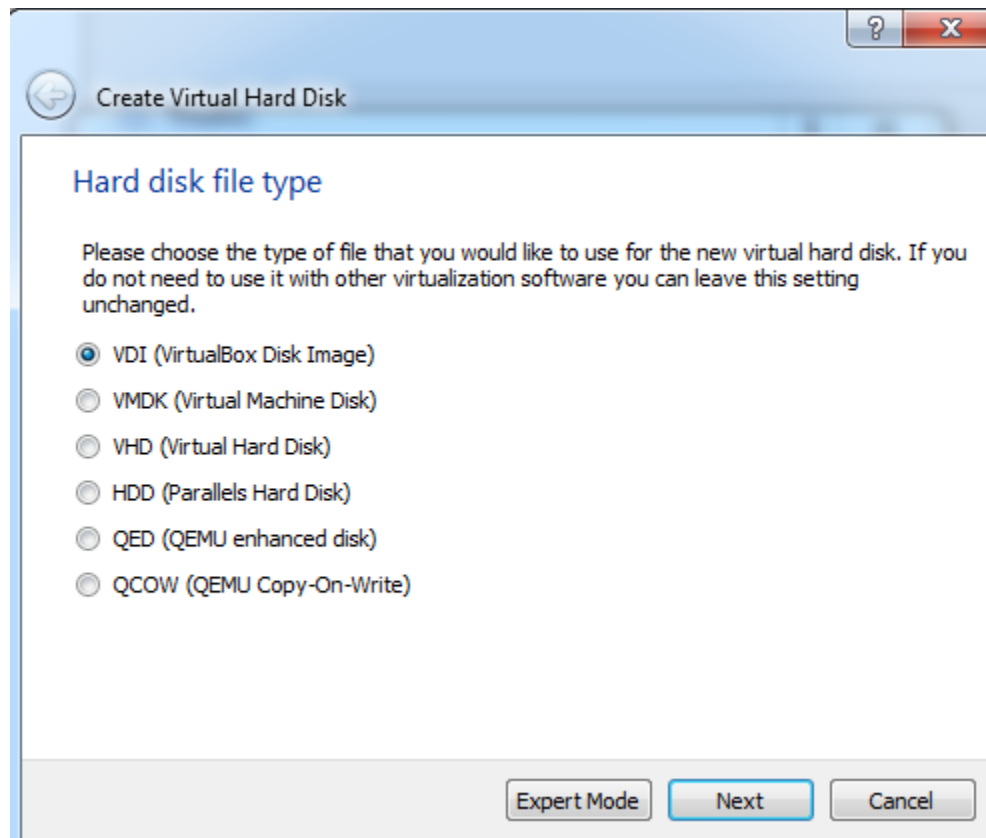 ?
Create Virtual Hard Disk
Hard disk file type
Please choose the type of file that you would like to use for the new virtual hard disk. If you
do not need to use it with other virtualization software you can leave this setting
unchanged.
VDI (VirtualBox Disk Image)
VMDK (Virtual Machine Disk)
VHD (Virtual Hard Disk)
HDD (Parallels Hard Disk)
QED (QEMU enhanced disk)
QCOW (QEMU Copy-On-Write)
Expert Mode Next Cancel